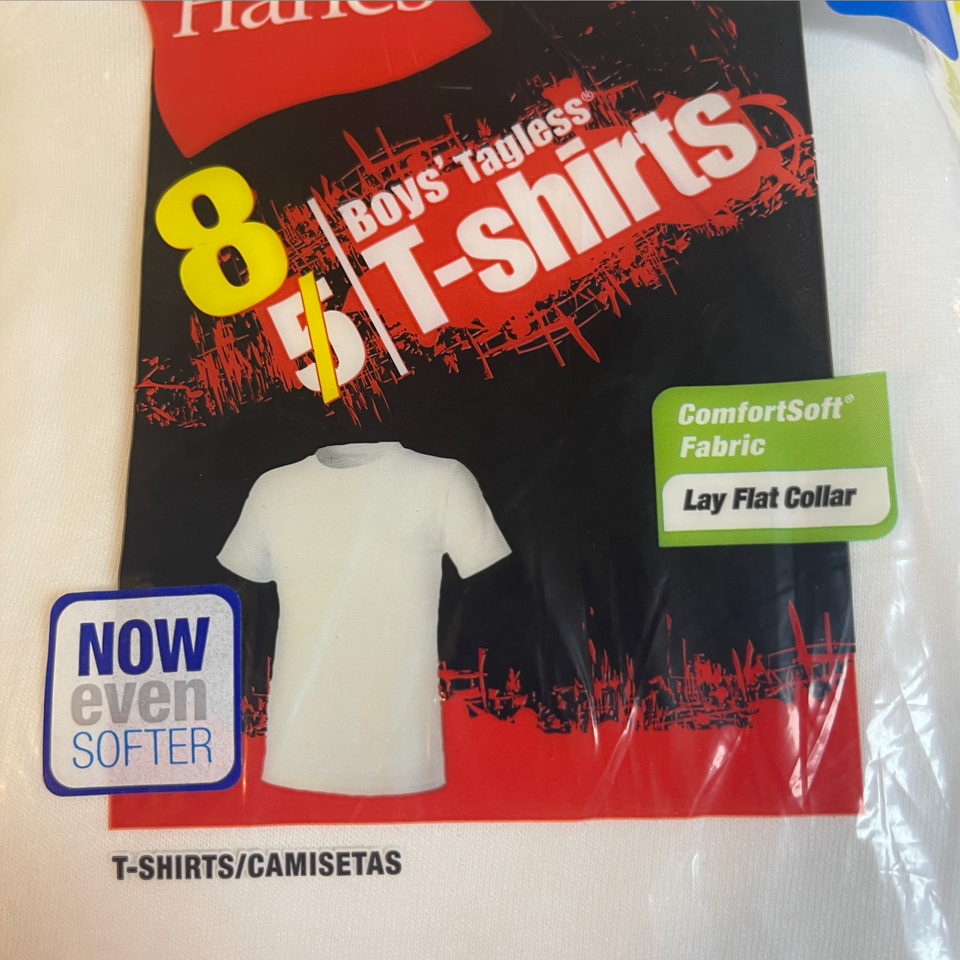 Hanes
8
5
Boys' Tagless®
T-shirts
ComfortSoft®
Fabric
Lay Flat Collar
NOW
even
SOFTER
T-SHIRTS/CAMISETAS